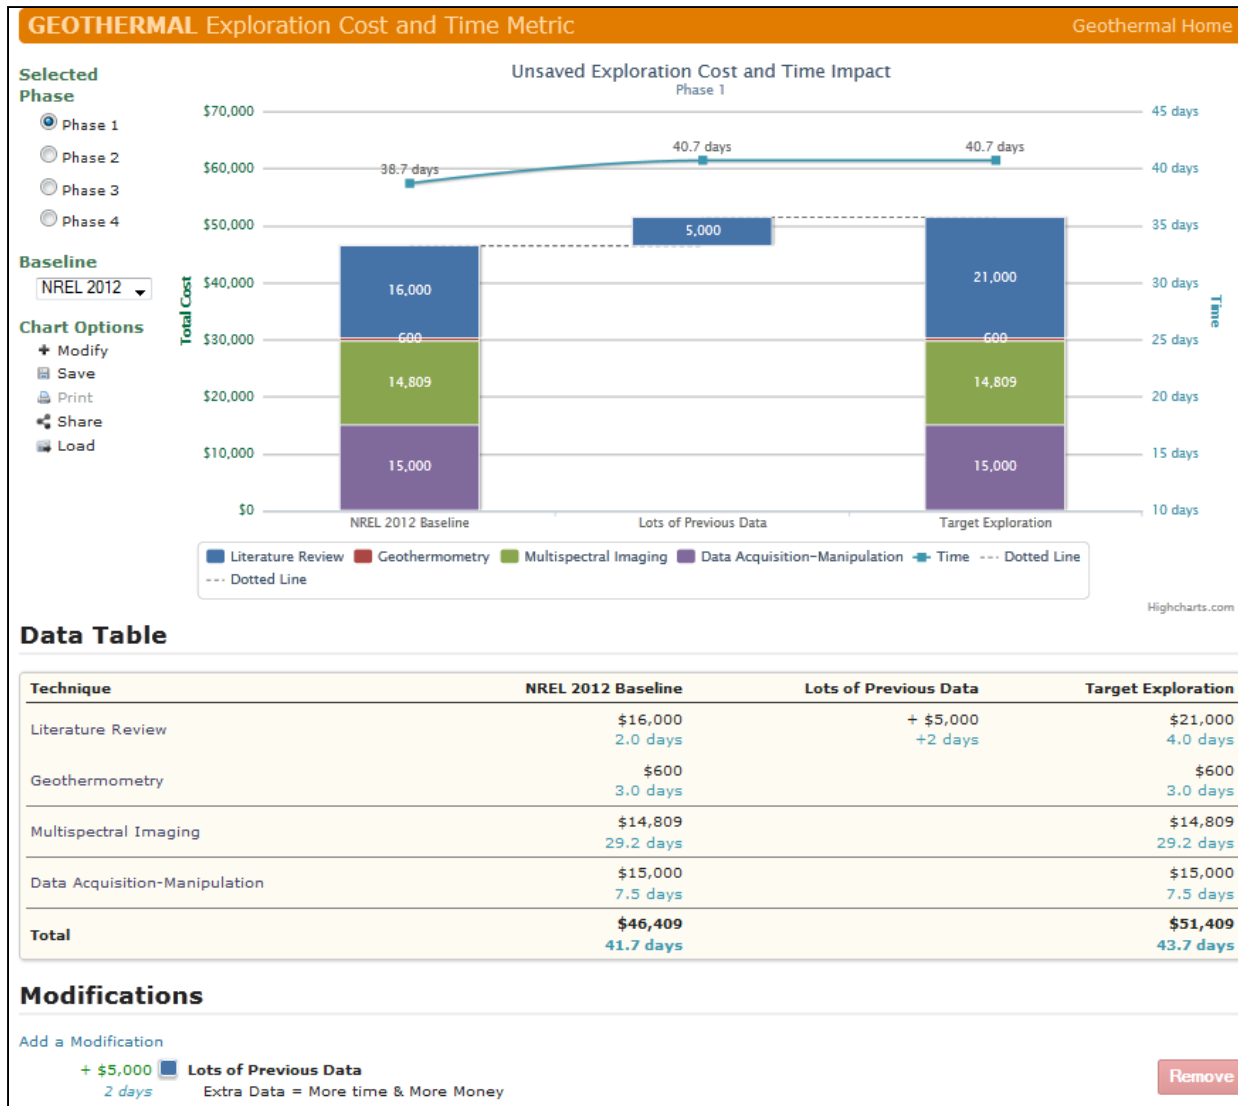 GEOTHERMAL Exploration Cost and Time Metric Geothermal Home
Selected
Phase
Phase 1
Phase 2
Phase 3
Phase 4
Baseline
NREL 2012
Chart Options
Modify
Save
Print
Share
Load
Unsaved Exploration Cost and Time Impact
Phase 1
Total Cost
$70,000
$60,000
$50,000
$40,000
$30,000
$20,000
$10,000
$0
38.7 days
40.7 days
40.7 days
16,000
600
14,809
15,000
5,000
21,000
600
14,809
15,000
45 days
40 days
35 days
30 days
25 days
20 days
15 days
10 days
Time
NREL 2012 Baseline Lots of Previous Data Target Exploration
Literature Review Geothermometry Multispectral Imaging Data Acquisition-Manipulation Time Dotted Line
Dotted Line
Highcharts.com
Data Table
Technique NREL 2012 Baseline Lots of Previous Data Target Exploration
Literature Review $16,000 + $5,000 $21,000
2.0 days +2 days 4.0 days
Geothermometry $600 $600
3.0 days 3.0 days
Multispectral Imaging $14,809 $14,809
29.2 days 29.2 days
Data Acquisition-Manipulation $15,000 $15,000
7.5 days 7.5 days
Total $46,409 $51,409
41.7 days 43.7 days
Modifications
Add a Modification
+ $5,000 Lots of Previous Data Remove
2 days Extra Data = More time & More Money